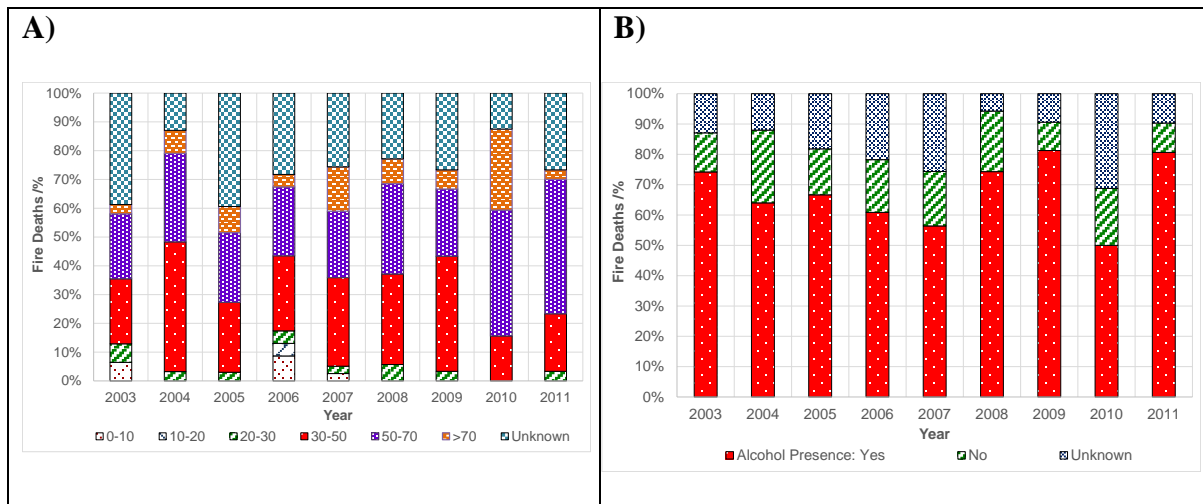 A)
Fire Deaths /%
100%
90%
80%
70%
60%
50%
40%
30%
20%
10%
0%
2003 2004 2005 2006 2007 2008 2009 2010 2011
Year
0-10 10-20 20-30 30-50 50-70 >70 Unknown
B)
Fire Deaths /%
100%
90%
80%
70%
60%
50%
40%
30%
20%
10%
0%
2003 2004 2005 2006 2007 2008 2009 2010 2011
Year
Alcohol Presence: Yes No Unknown